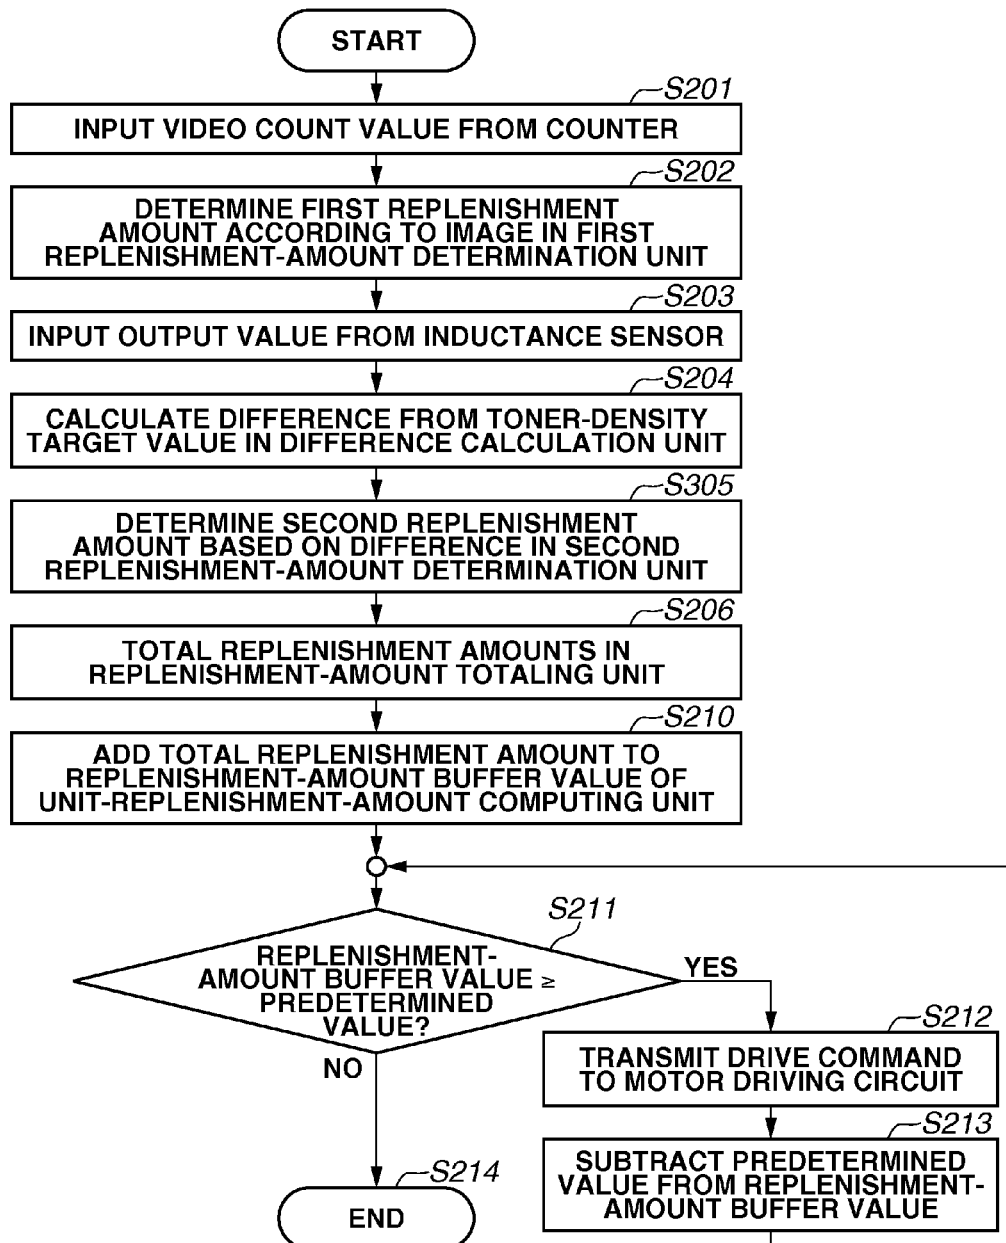 START
S201
INPUT VIDEO COUNT VALUE FROM COUNTER
S202
DETERMINE FIRST REPLENISHMENT
AMOUNT ACCORDING TO IMAGE IN FIRST
REPLENISHMENT-AMOUNT DETERMINATION UNIT
S203
INPUT OUTPUT VALUE FROM INDUCTANCE SENSOR
S204
CALCULATE DIFFERENCE FROM TONER-DENSITY
TARGET VALUE IN DIFFERENCE CALCULATION UNIT
S305
DETERMINE SECOND REPLENISHMENT
AMOUNT BASED ON DIFFERENCE IN SECOND
REPLENISHMENT-AMOUNT DETERMINATION UNIT
S206
TOTAL REPLENISHMENT AMOUNTS IN
REPLENISHMENT-AMOUNT TOTALING UNIT
S210
ADD TOTAL REPLENISHMENT AMOUNT TO
REPLENISHMENT-AMOUNT BUFFER VALUE OF
UNIT-REPLENISHMENT-AMOUNT COMPUTING UNIT
S211
REPLENISHMENT-
AMOUNT BUFFER VALUE ≥
PREDETERMINED
VALUE?
YES
NO
S212
TRANSMIT DRIVE COMMAND
TO MOTOR DRIVING CIRCUIT
S213
SUBTRACT PREDETERMINED
VALUE FROM REPLENISHMENT-
AMOUNT BUFFER VALUE
S214
END